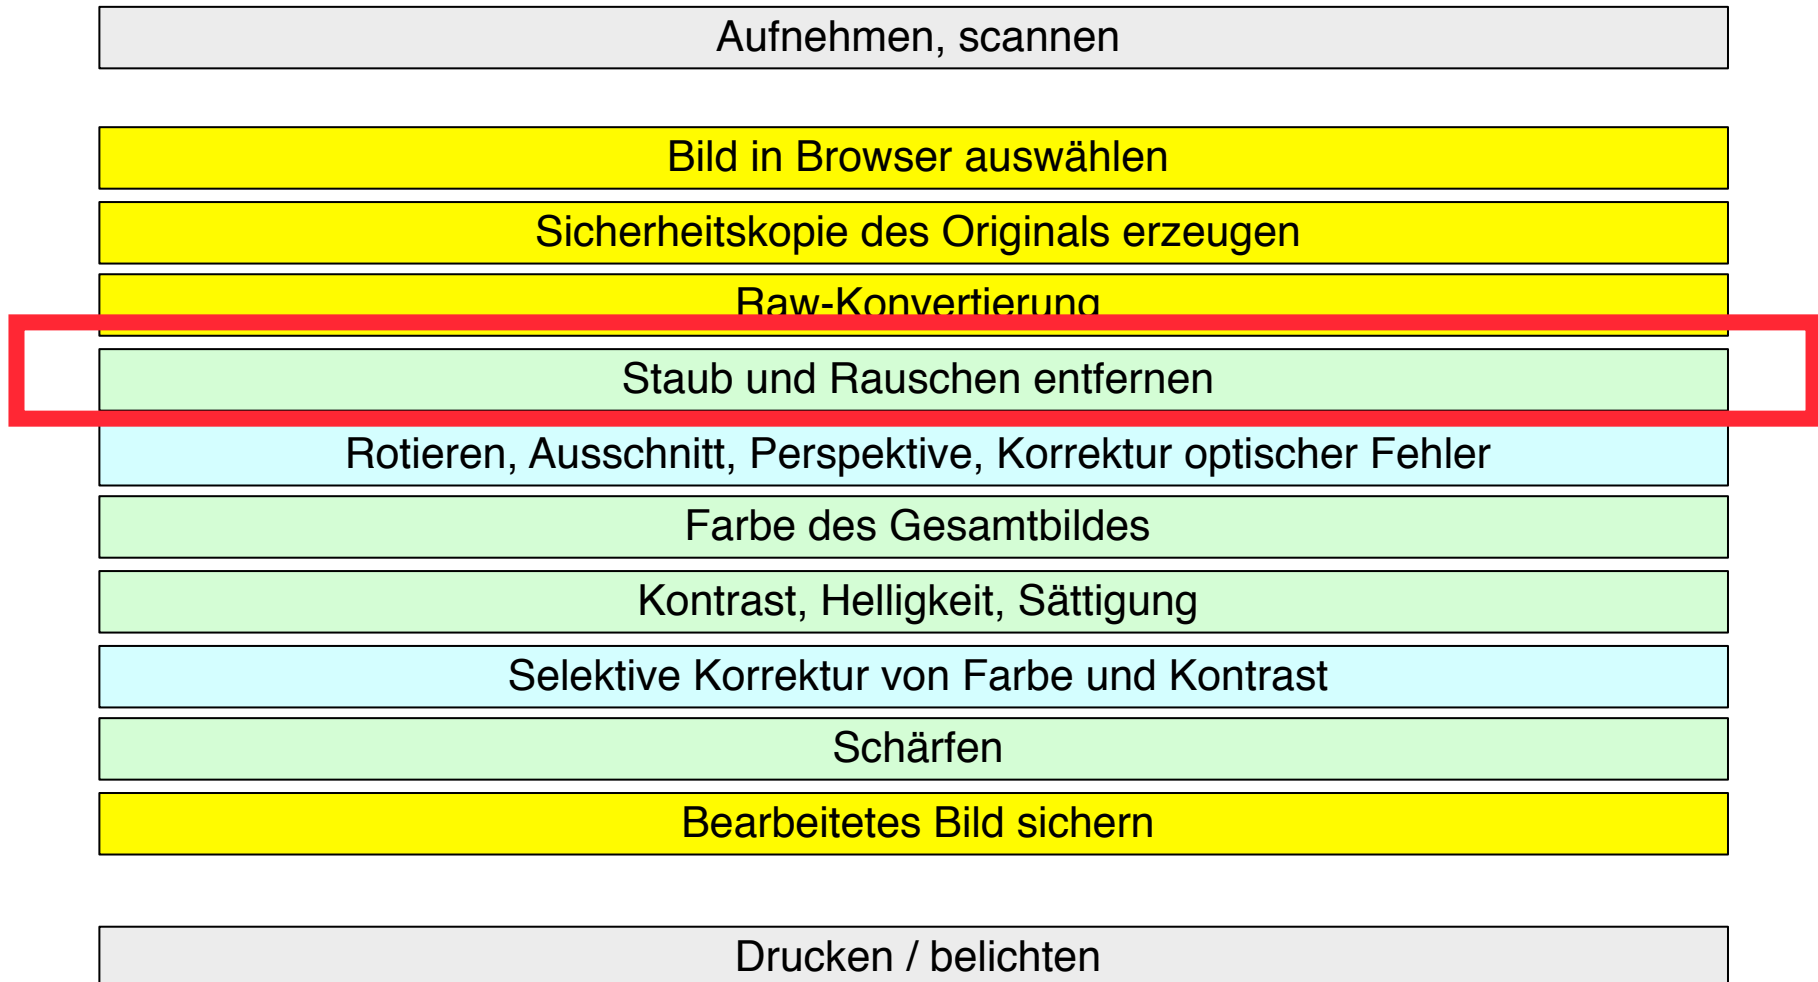 Aufnehmen, scannen
Bild in Browser auswählen
Sicherheitskopie des Originals erzeugen
Raw-Konvertierung
Staub und Rauschen entfernen
Rotieren, Ausschnitt, Perspektive, Korrektur optischer Fehler
Farbe des Gesamtbildes
Kontrast, Helligkeit, Sättigung
Selektive Korrektur von Farbe und Kontrast
Schärfen
Bearbeitetes Bild sichern
Drucken / belichten